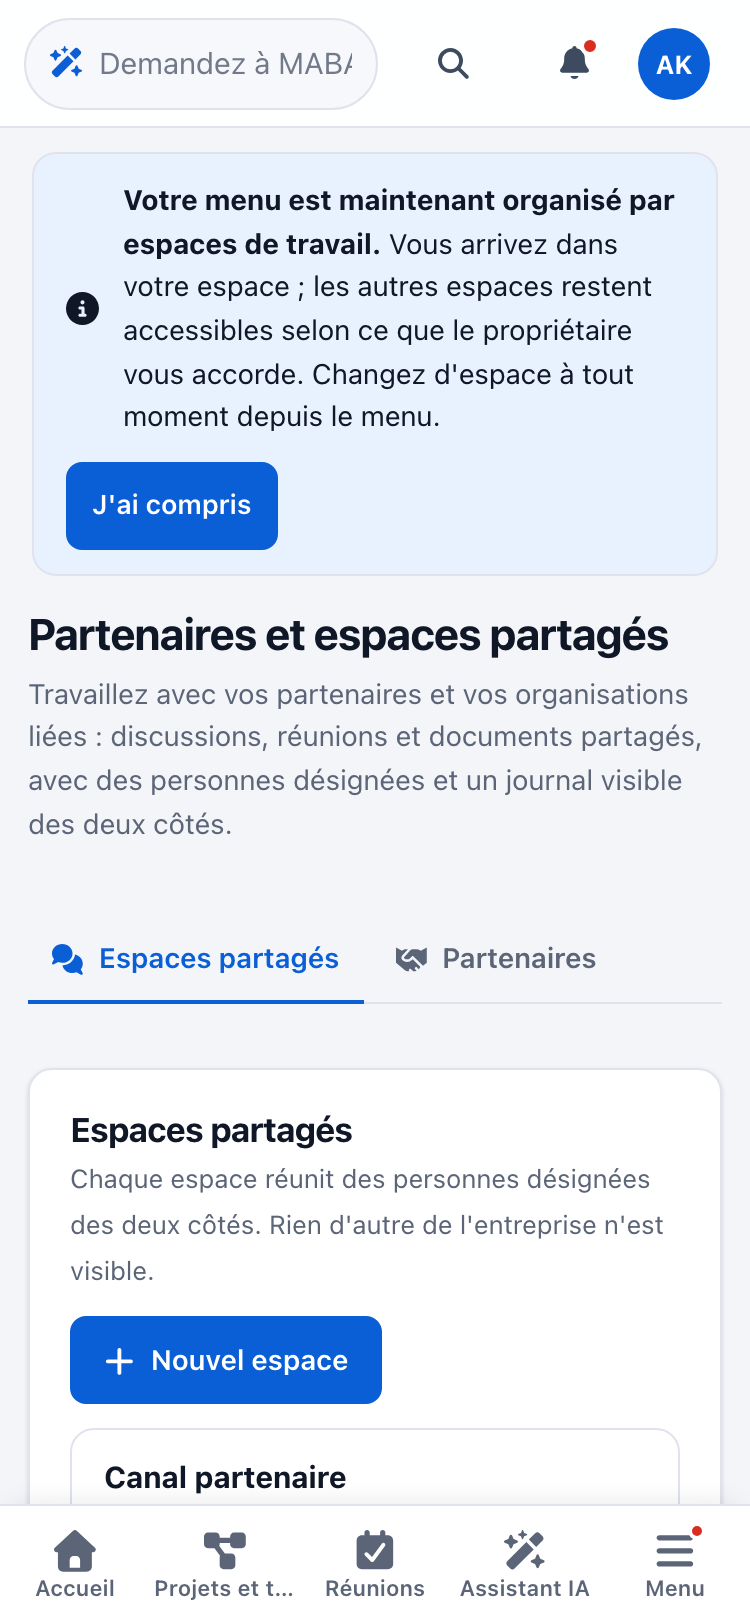 Demandez à MABA
AK
Votre menu est maintenant organisé par
espaces de travail. Vous arrivez dans
votre espace ; les autres espaces restent
accessibles selon ce que le propriétaire
vous accorde. Changez d'espace à tout
moment depuis le menu.
J'ai compris
Partenaires et espaces partagés
Travaillez avec vos partenaires et vos organisations
liées : discussions, réunions et documents partagés,
avec des personnes désignées et un journal visible
des deux côtés.
Espaces partagés
Partenaires
Espaces partagés
Chaque espace réunit des personnes désignées
des deux côtés. Rien d'autre de l'entreprise n'est
visible.
Nouvel espace
Canal partenaire
Accueil
Projets et t...
Réunions
Assistant IA
Menu